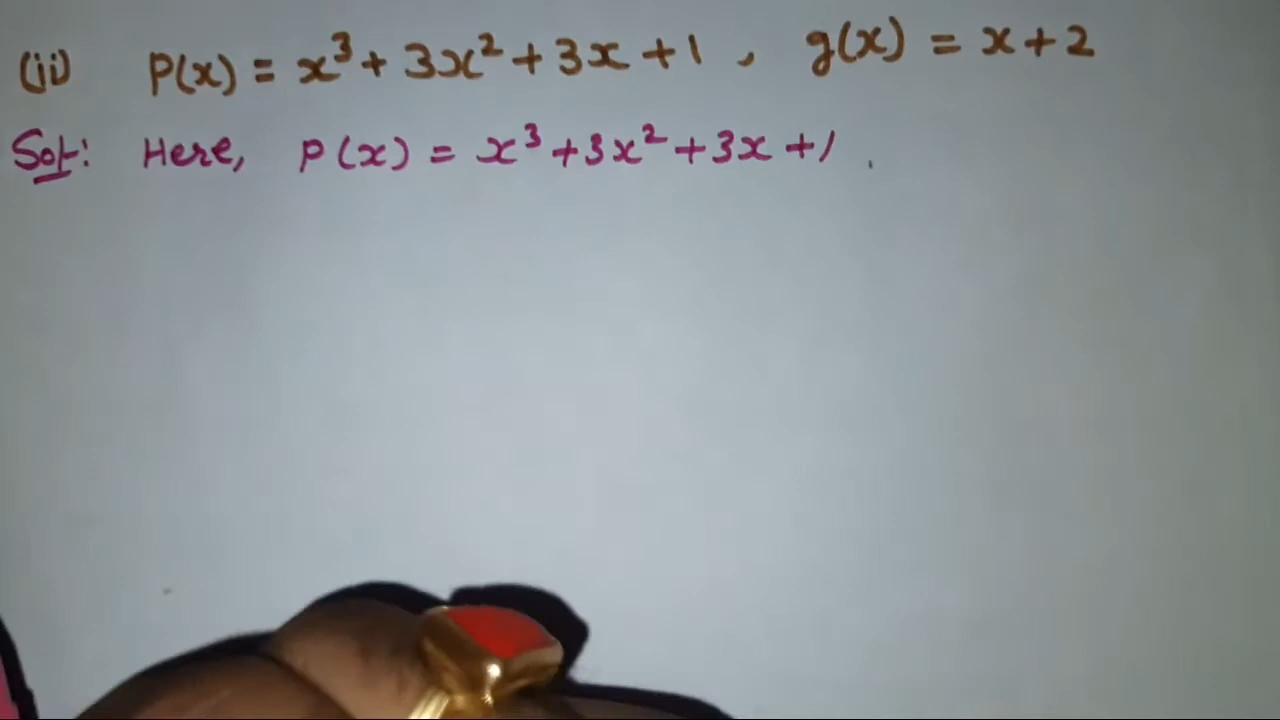 (ii) P(x) = x³ + 3x² + 3x + 1 , g(x) = x + 2
Sol: Here, P(x) = x³ + 3x² + 3x + 1 .